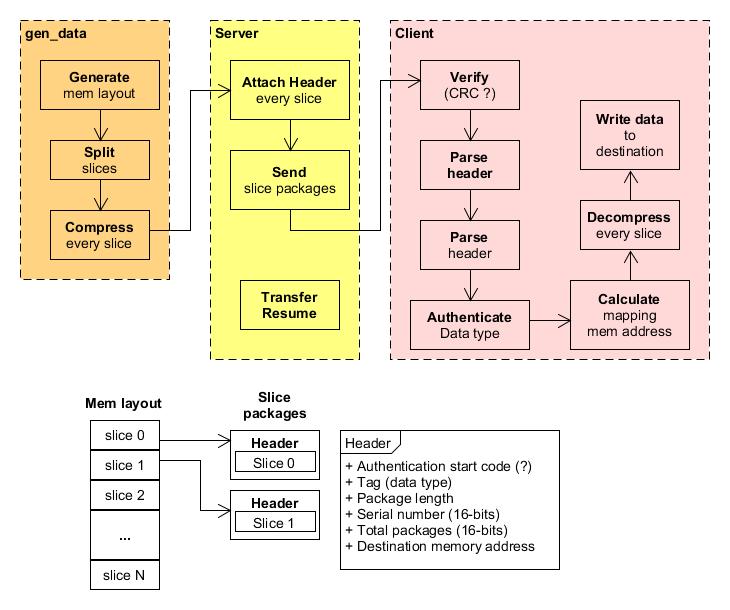 gen_data
Generate
mem layout
Split
slices
Compress
every slice
Server
Attach Header
every slice
Send
slice packages
Transfer
Resume
Client
Verify
(CRC ?)
Parse
header
Parse
header
Authenticate
Data type
Calculate
mapping
mem address
Decompress
every slice
Write data
to
destination
Mem layout
slice 0
slice 1
slice 2
...
slice N
Slice
packages
Header
Slice 0
Header
Slice 1
Header
+ Authentication start code (?)
+ Tag (data type)
+ Package length
+ Serial number (16-bits)
+ Total packages (16-bits)
+ Destination memory address